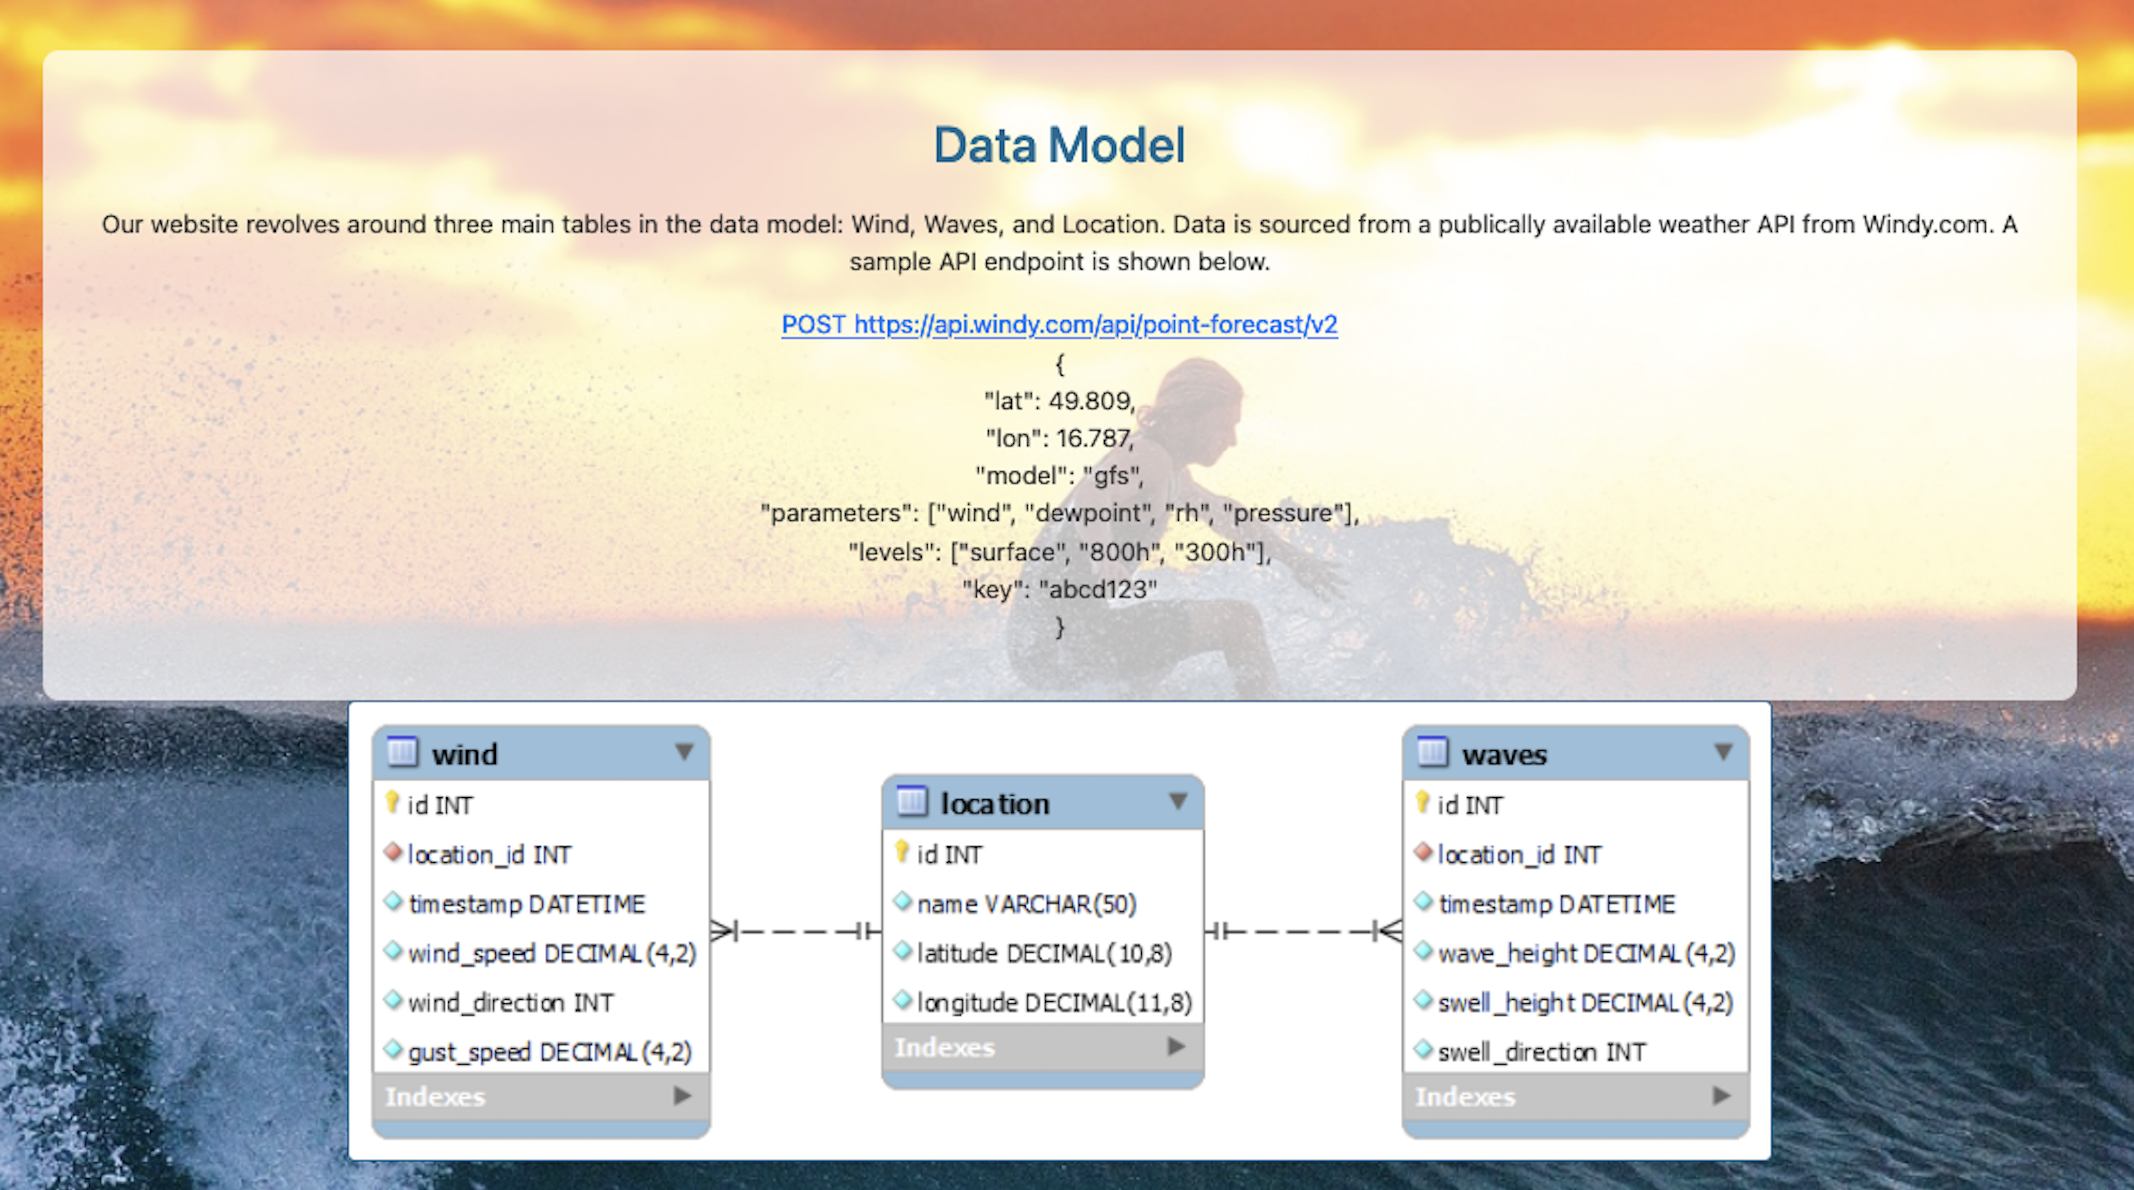 Data Model
Our website revolves around three main tables in the data model: Wind, Waves, and Location. Data is sourced from a publically available weather API from Windy.com. A
sample API endpoint is shown below.
POST https://api.windy.com/api/point-forecast/v2
{
"lat": 49.809,
"lon": 16.787,
"model": "gfs",
"parameters": ["wind", "dewpoint", "rh", "pressure"],
"levels": ["surface", "800h", "300h"],
"key": "abcd123"
}
wind
id INT
location_id INT
timestamp DATETIME
wind_speed DECIMAL(4,2)
wind_direction INT
gust_speed DECIMAL(4,2)
Indexes
location
id INT
name VARCHAR(50)
latitude DECIMAL(10,8)
longitude DECIMAL(11,8)
Indexes
waves
id INT
location_id INT
timestamp DATETIME
wave_height DECIMAL(4,2)
swell_height DECIMAL(4,2)
swell_direction INT
Indexes